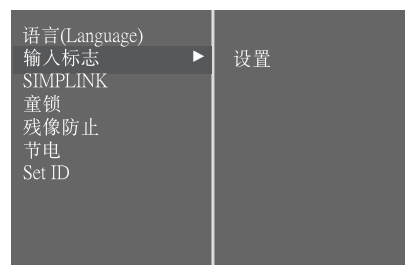 语言(Language)
输入标志 ▶
设置
SIMPLINK
童锁
残像防止
节电
Set ID